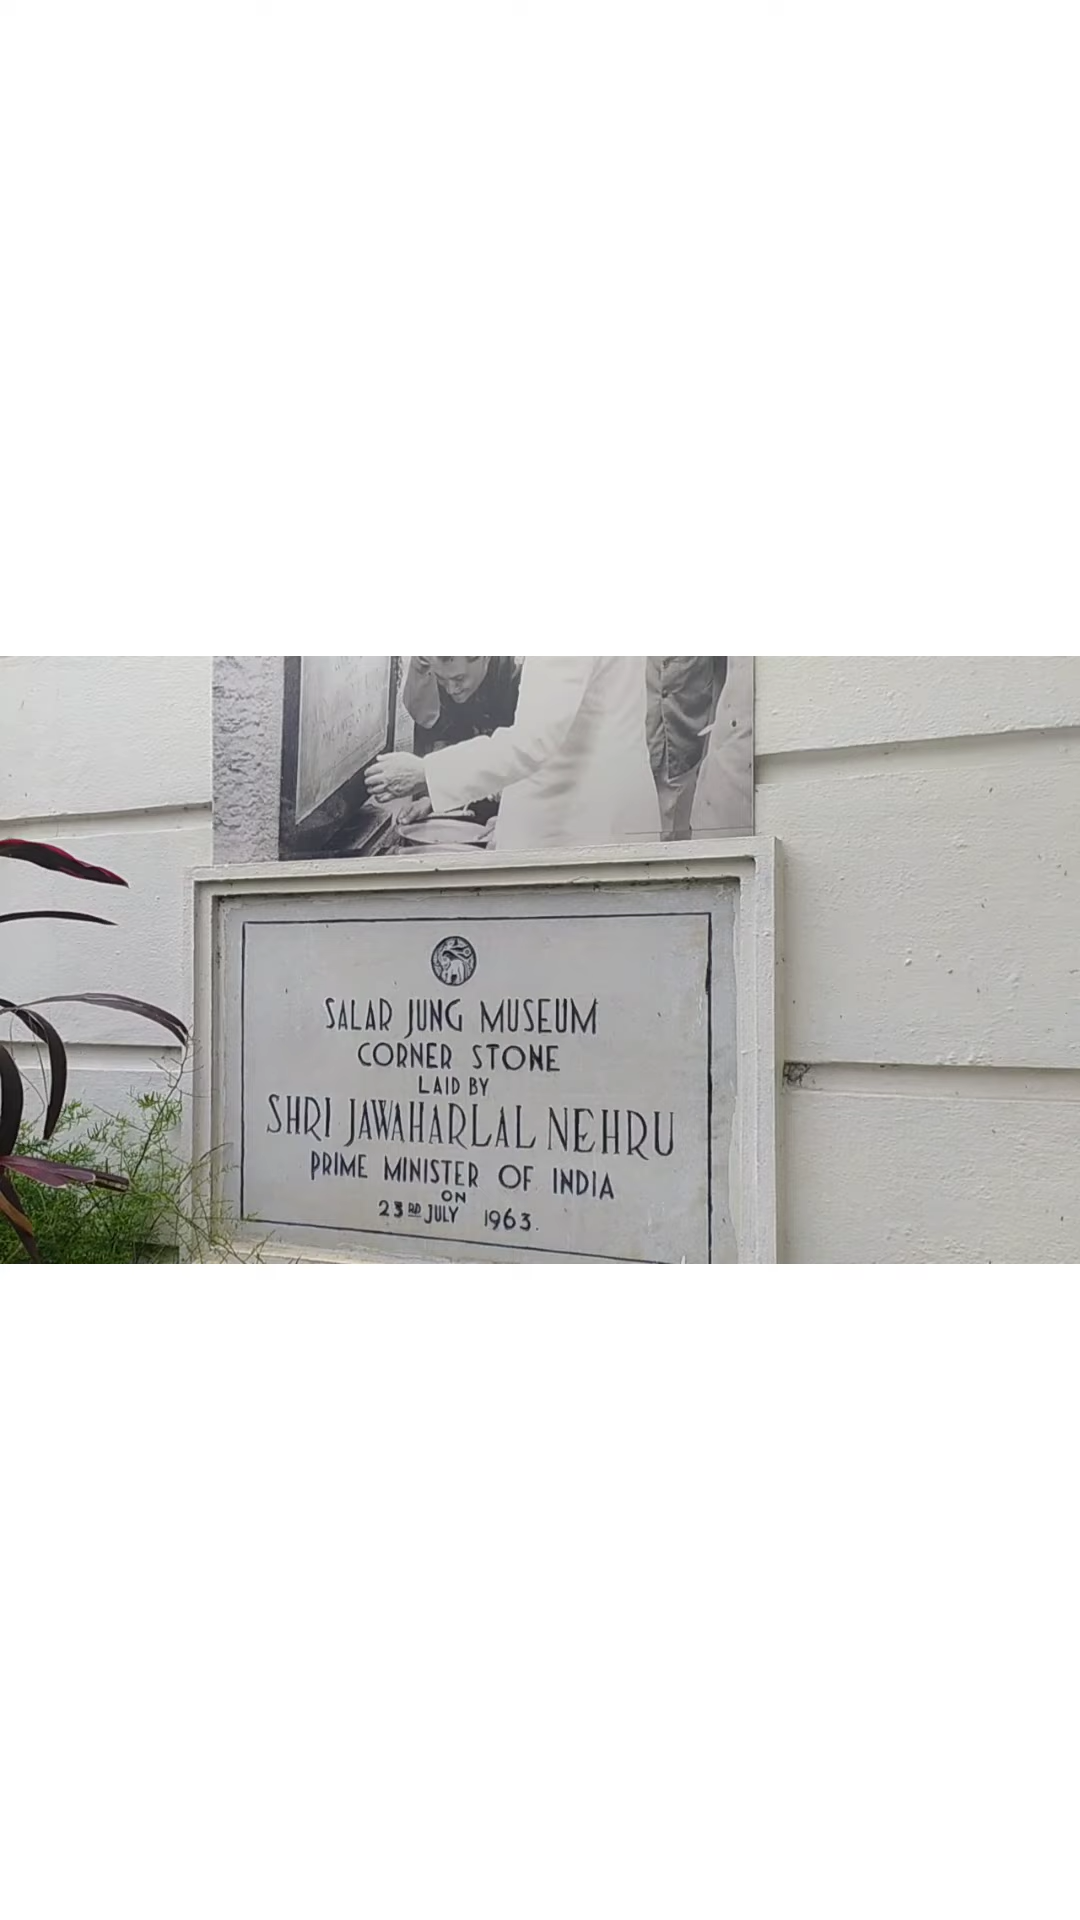 SALAR JUNG MUSEUM
CORNER STONE
LAID BY
SHRI JAWAHARLAL NEHRU
PRIME MINISTER OF INDIA
ON
23RD JULY 1963.